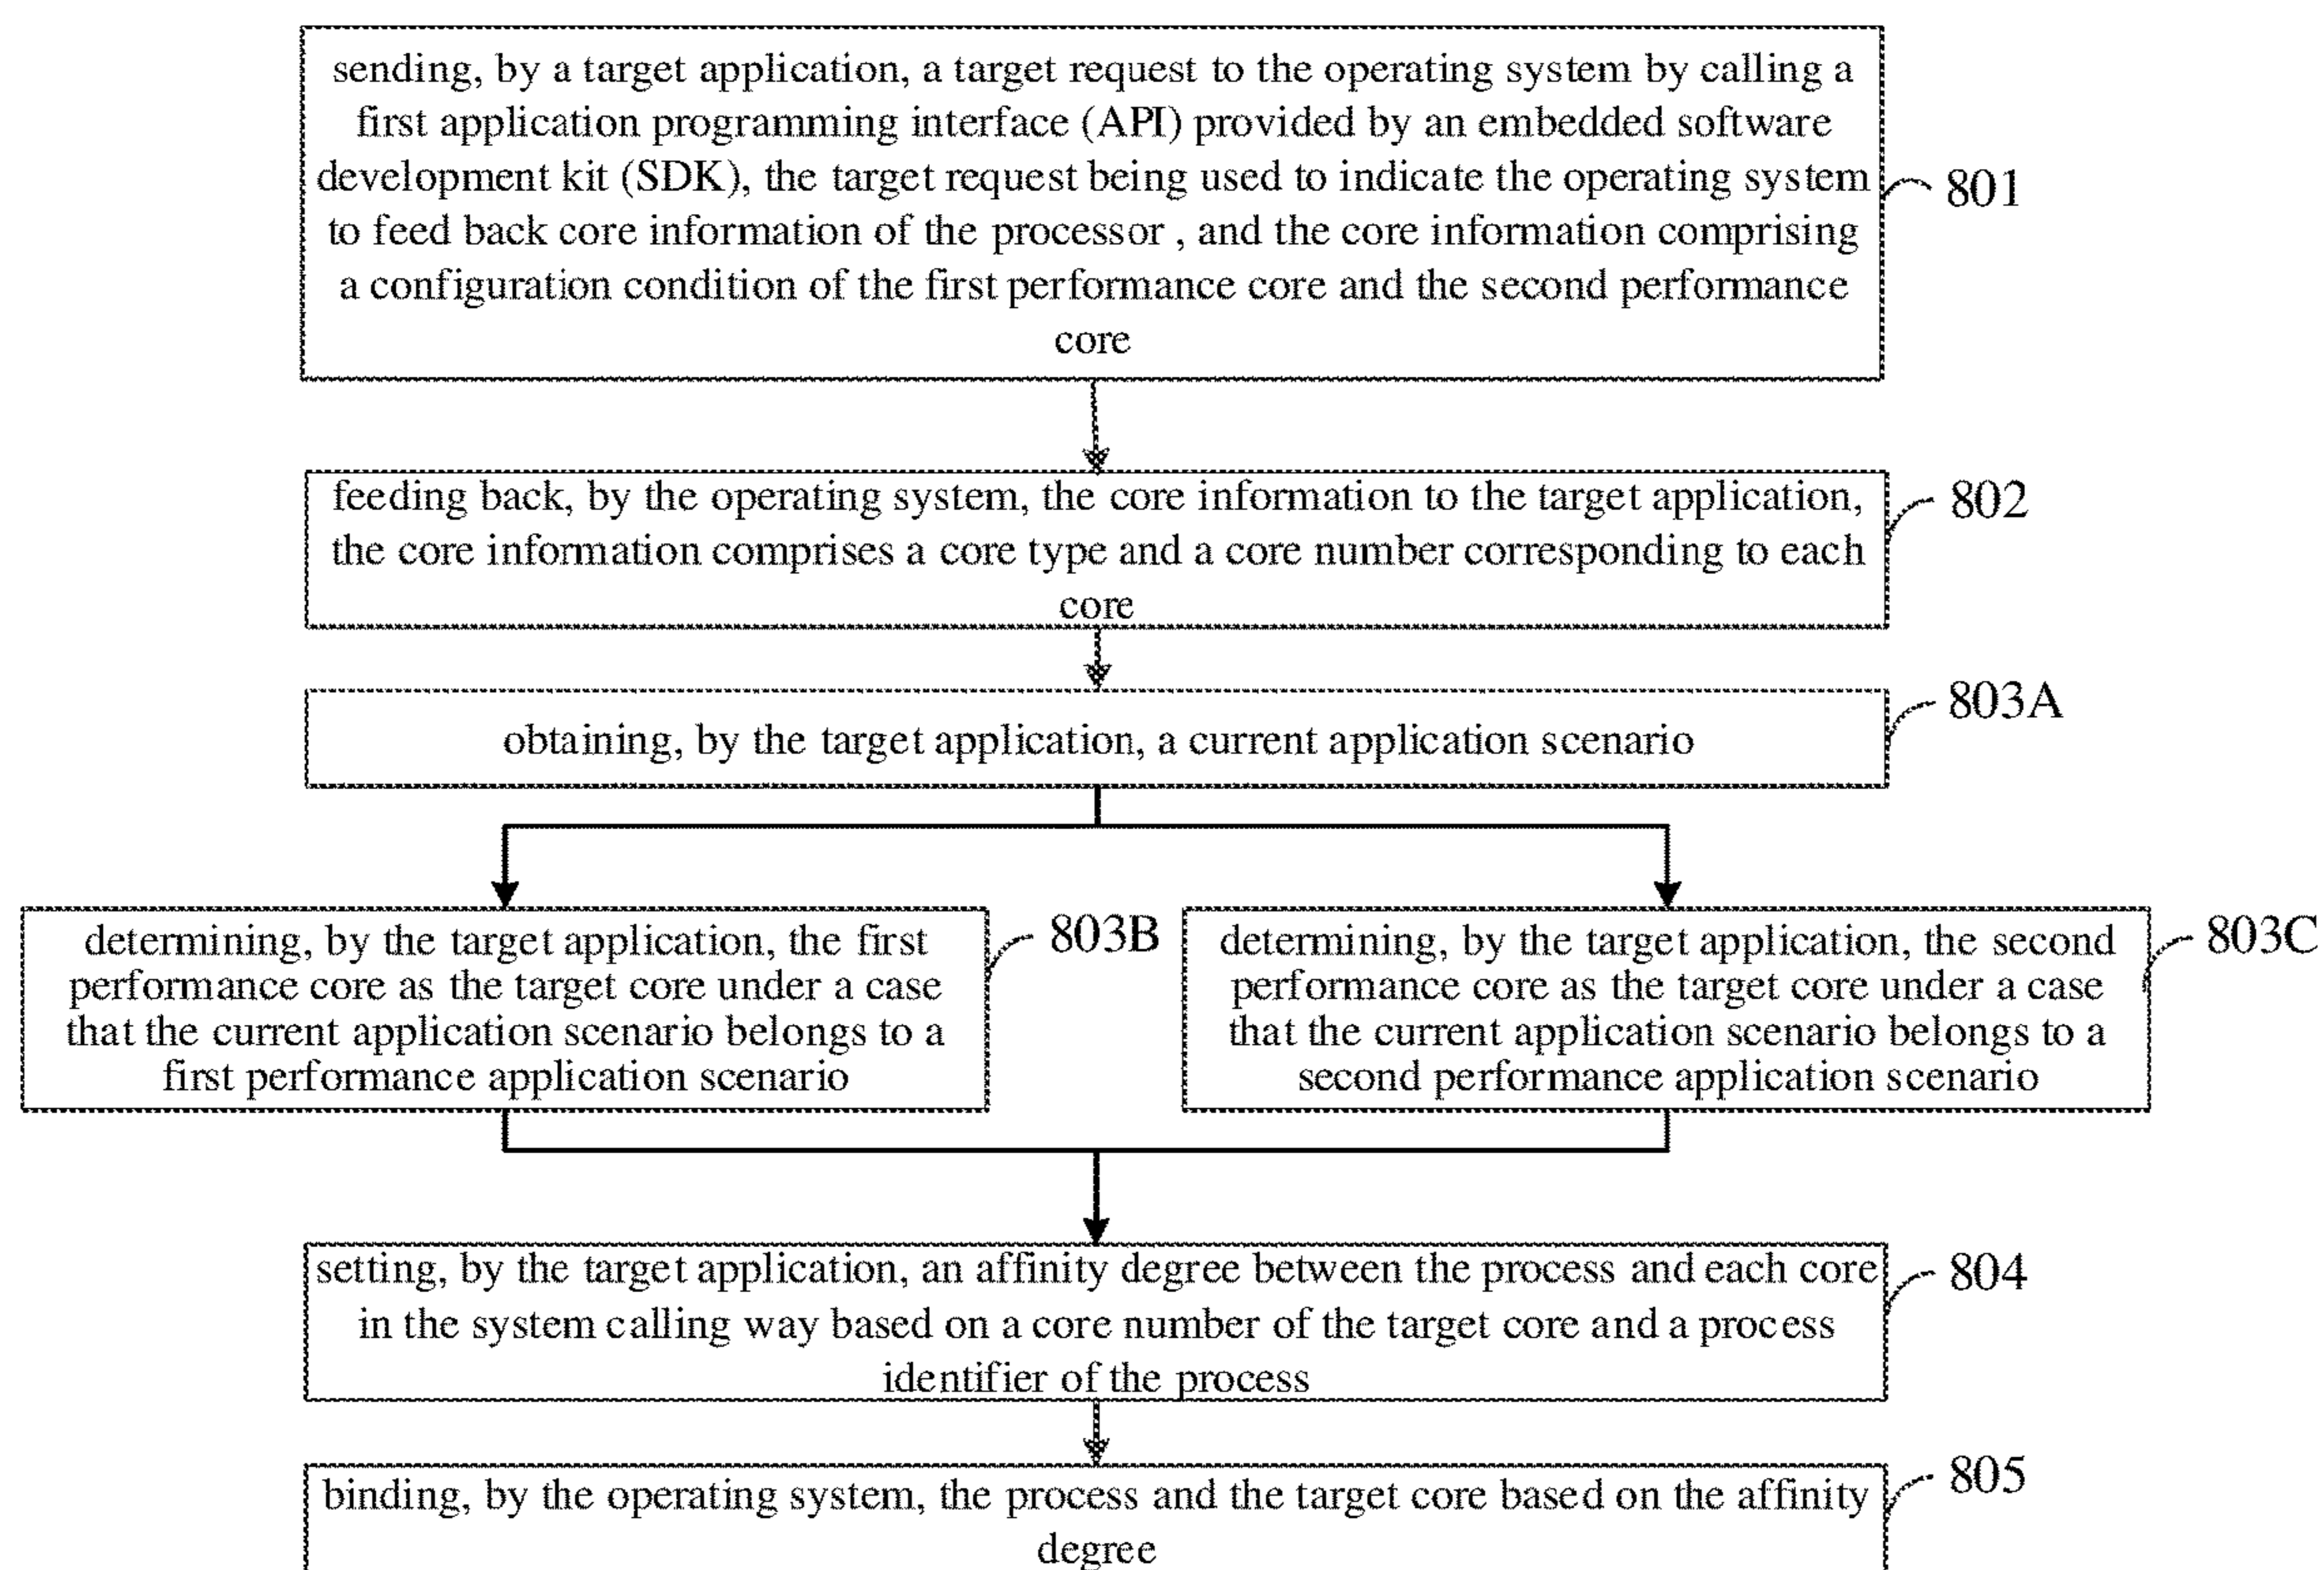 sending, by a target application, a target request to the operating system by calling a
first application programming interface (API) provided by an embedded software
development kit (SDK), the target request being used to indicate the operating system
to feed back core information of the processor , and the core information comprising
a configuration condition of the first performance core and the second performance
core
801
feeding back, by the operating system, the core information to the target application,
the core information comprises a core type and a core number corresponding to each
core
802
obtaining, by the target application, a current application scenario
803A
determining, by the target application, the first
performance core as the target core under a case
that the current application scenario belongs to a
first performance application scenario
803B
determining, by the target application, the second
performance core as the target core under a case
that the current application scenario belongs to a
second performance application scenario
803C
setting, by the target application, an affinity degree between the process and each core
in the system calling way based on a core number of the target core and a process
identifier of the process
804
binding, by the operating system, the process and the target core based on the affinity
degree
805